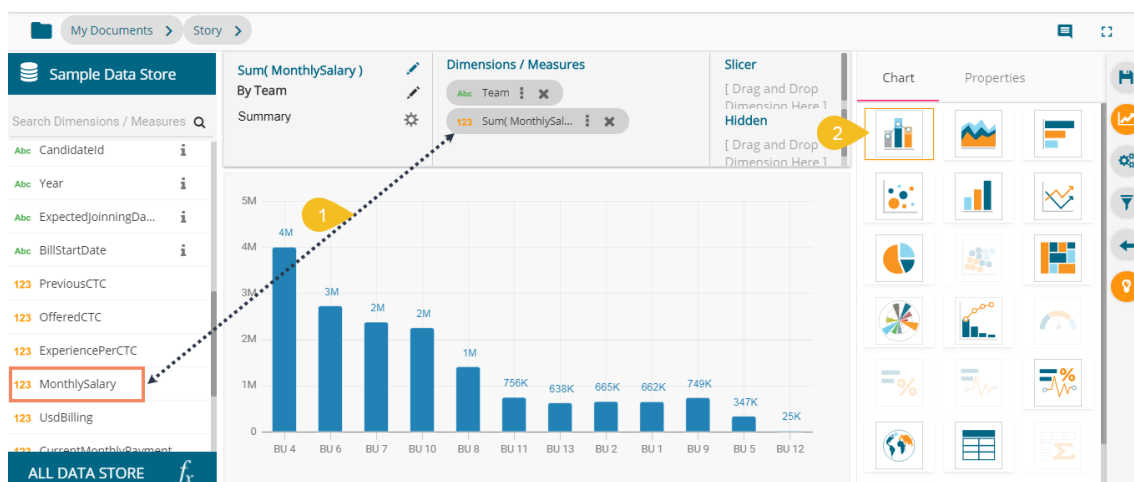 My Documents
Story
Sample Data Store
Search Dimensions / Measures
Abc CandidateId
Abc Year
Abc ExpectedJoinningDa...
Abc BillStartDate
123 PreviousCTC
123 OfferedCTC
123 ExperiencePerCTC
123 MonthlySalary
123 UsdBilling
123 CurrentMonthlyPayment
ALL DATA STORE fx
Sum( MonthlySalary )
By Team
Summary
Dimensions / Measures
Abc Team
123 Sum( MonthlySal...
Slicer
[ Drag and Drop
Dimension Here ]
Hidden
[ Drag and Drop
Dimension Here ]
1
5M
4M
3M
2M
1M
0
4M
3M
2M
2M
1M
756K
638K
665K
662K
749K
347K
25K
BU 4 BU 6 BU 7 BU 10 BU 8 BU 11 BU 13 BU 2 BU 1 BU 9 BU 5 BU 12
Chart Properties
2
%
%
Σ